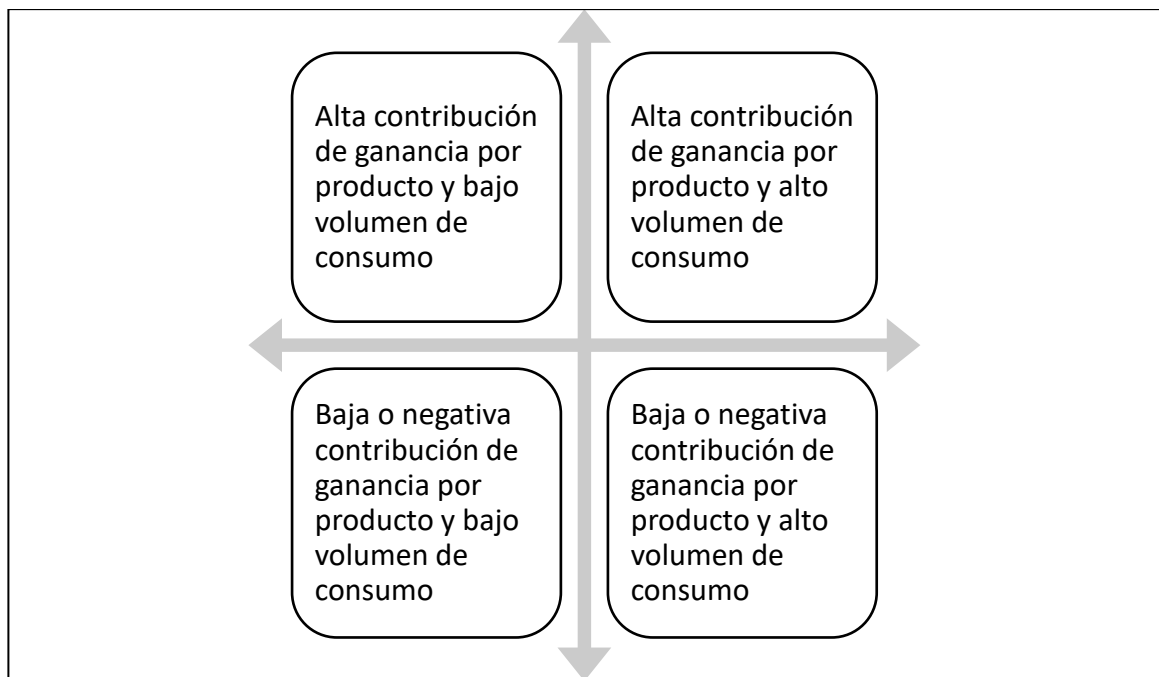 Alta contribución
de ganancia por
producto y bajo
volumen de
consumo
Alta contribución
de ganancia por
producto y alto
volumen de
consumo
Baja o negativa
contribución de
ganancia por
producto y bajo
volumen de
consumo
Baja o negativa
contribución de
ganancia por
producto y alto
volumen de
consumo